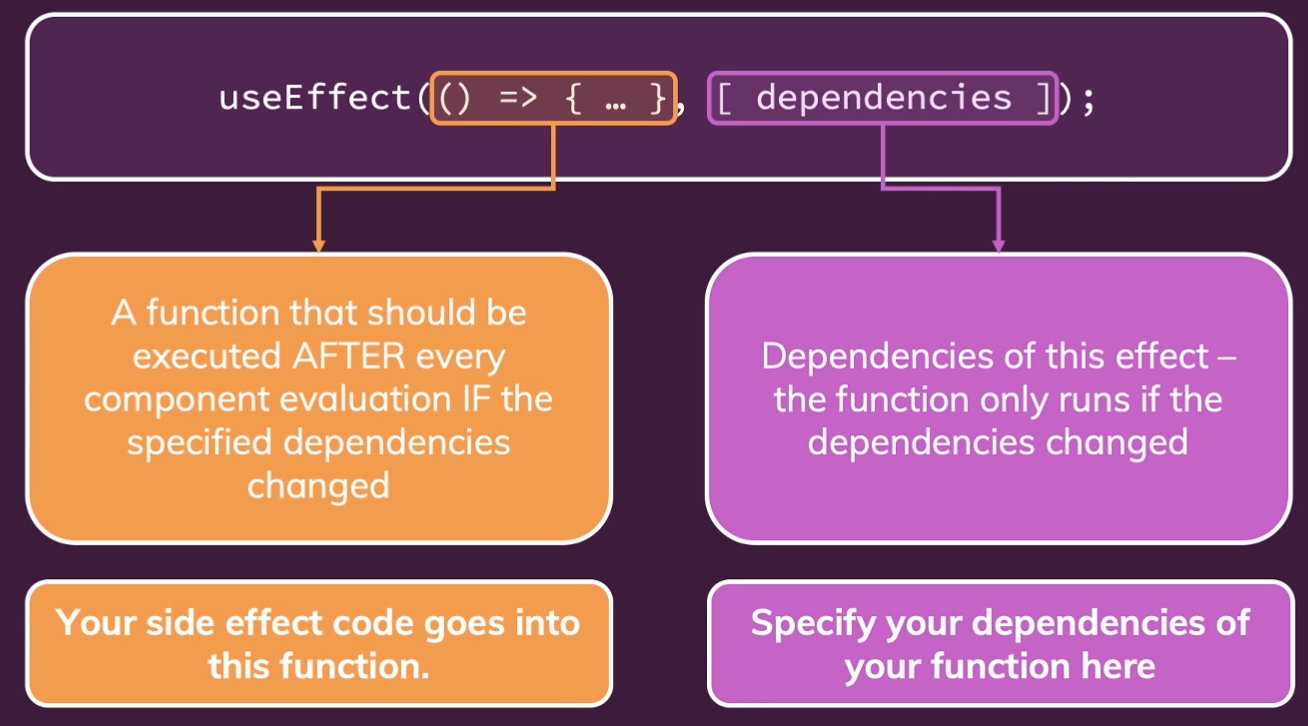 useEffect(() => { … }, [ dependencies ]);
A function that should be
executed AFTER every
component evaluation IF the
specified dependencies
changed
Dependencies of this effect –
the function only runs if the
dependencies changed
Your side effect code goes into
this function.
Specify your dependencies of
your function here